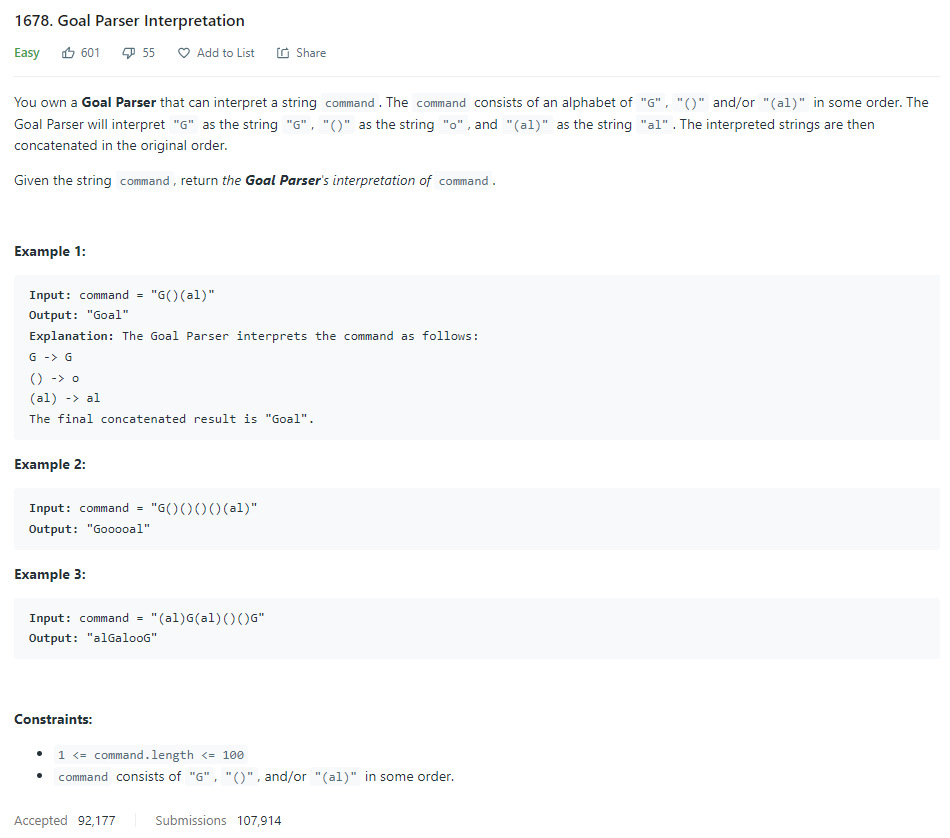 1678. Goal Parser Interpretation
Easy 601 55 Add to List Share
You own a Goal Parser that can interpret a string command. The command consists of an alphabet of "G", "()" and/or "(al)" in some order. The
Goal Parser will interpret "G" as the string "G", "()" as the string "o", and "(al)" as the string "al". The interpreted strings are then
concatenated in the original order.
Given the string command, return the Goal Parser's interpretation of command.
Example 1:
Input: command = "G()(al)"
Output: "Goal"
Explanation: The Goal Parser interprets the command as follows:
G -> G
() -> o
(al) -> al
The final concatenated result is "Goal".
Example 2:
Input: command = "G()()()()(al)"
Output: "Gooooal"
Example 3:
Input: command = "(al)G(al)()()G"
Output: "alGalooG"
Constraints:
• 1 <= command.length <= 100
• command consists of "G", "()", and/or "(al)" in some order.
Accepted 92,177 Submissions 107,914